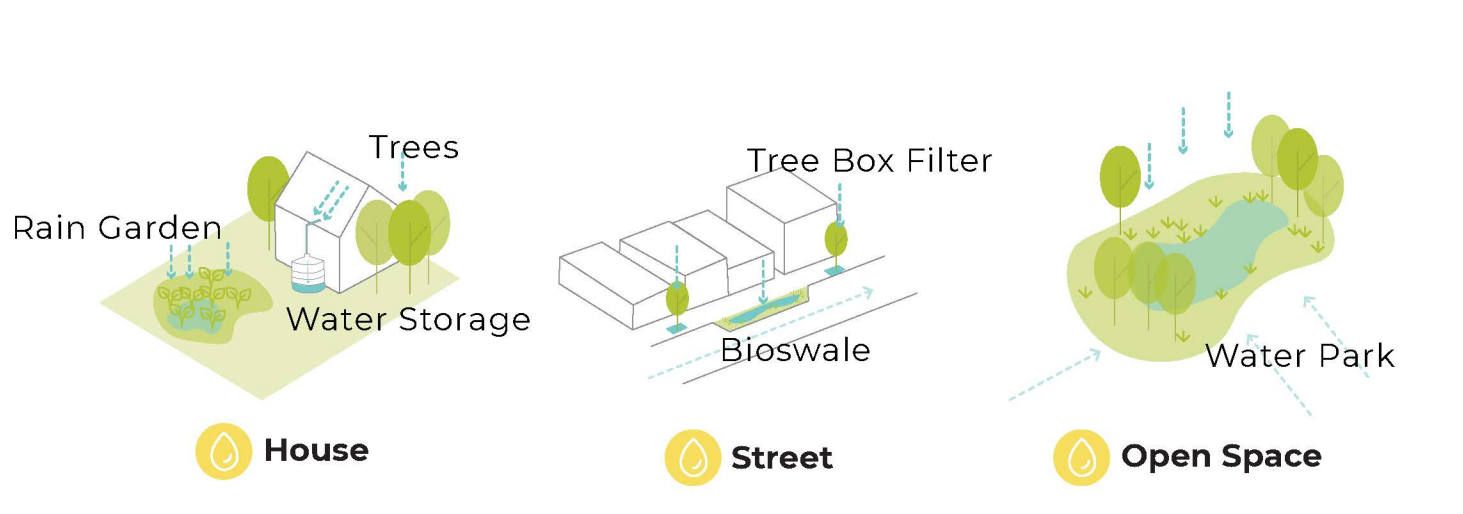 Trees
Rain Garden
Water Storage
House
Tree Box Filter
Bioswale
Street
Water Park
Open Space